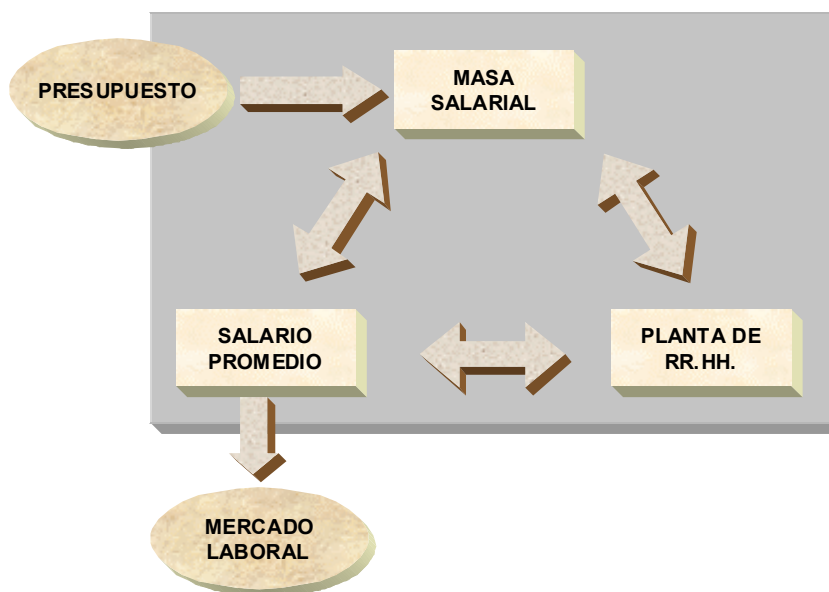 PRESUPUESTO
MASA
SALARIAL
SALARIO
PROMEDIO
PLANTA DE
RR.HH.
MERCADO
LABORAL